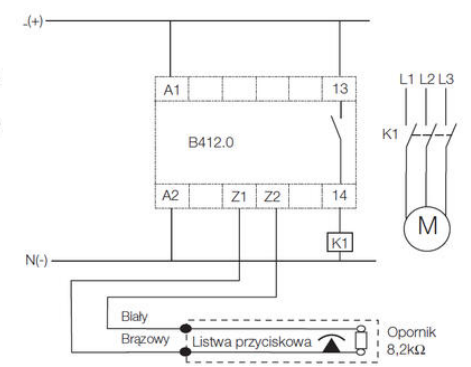 ~(+)
A1
13
L1 L2 L3
K1
B412.0
A2
Z1
Z2
14
M
K1
N(-)
Biały
Brązowy
Listwa przyciskowa
Opornik
8,2kΩ